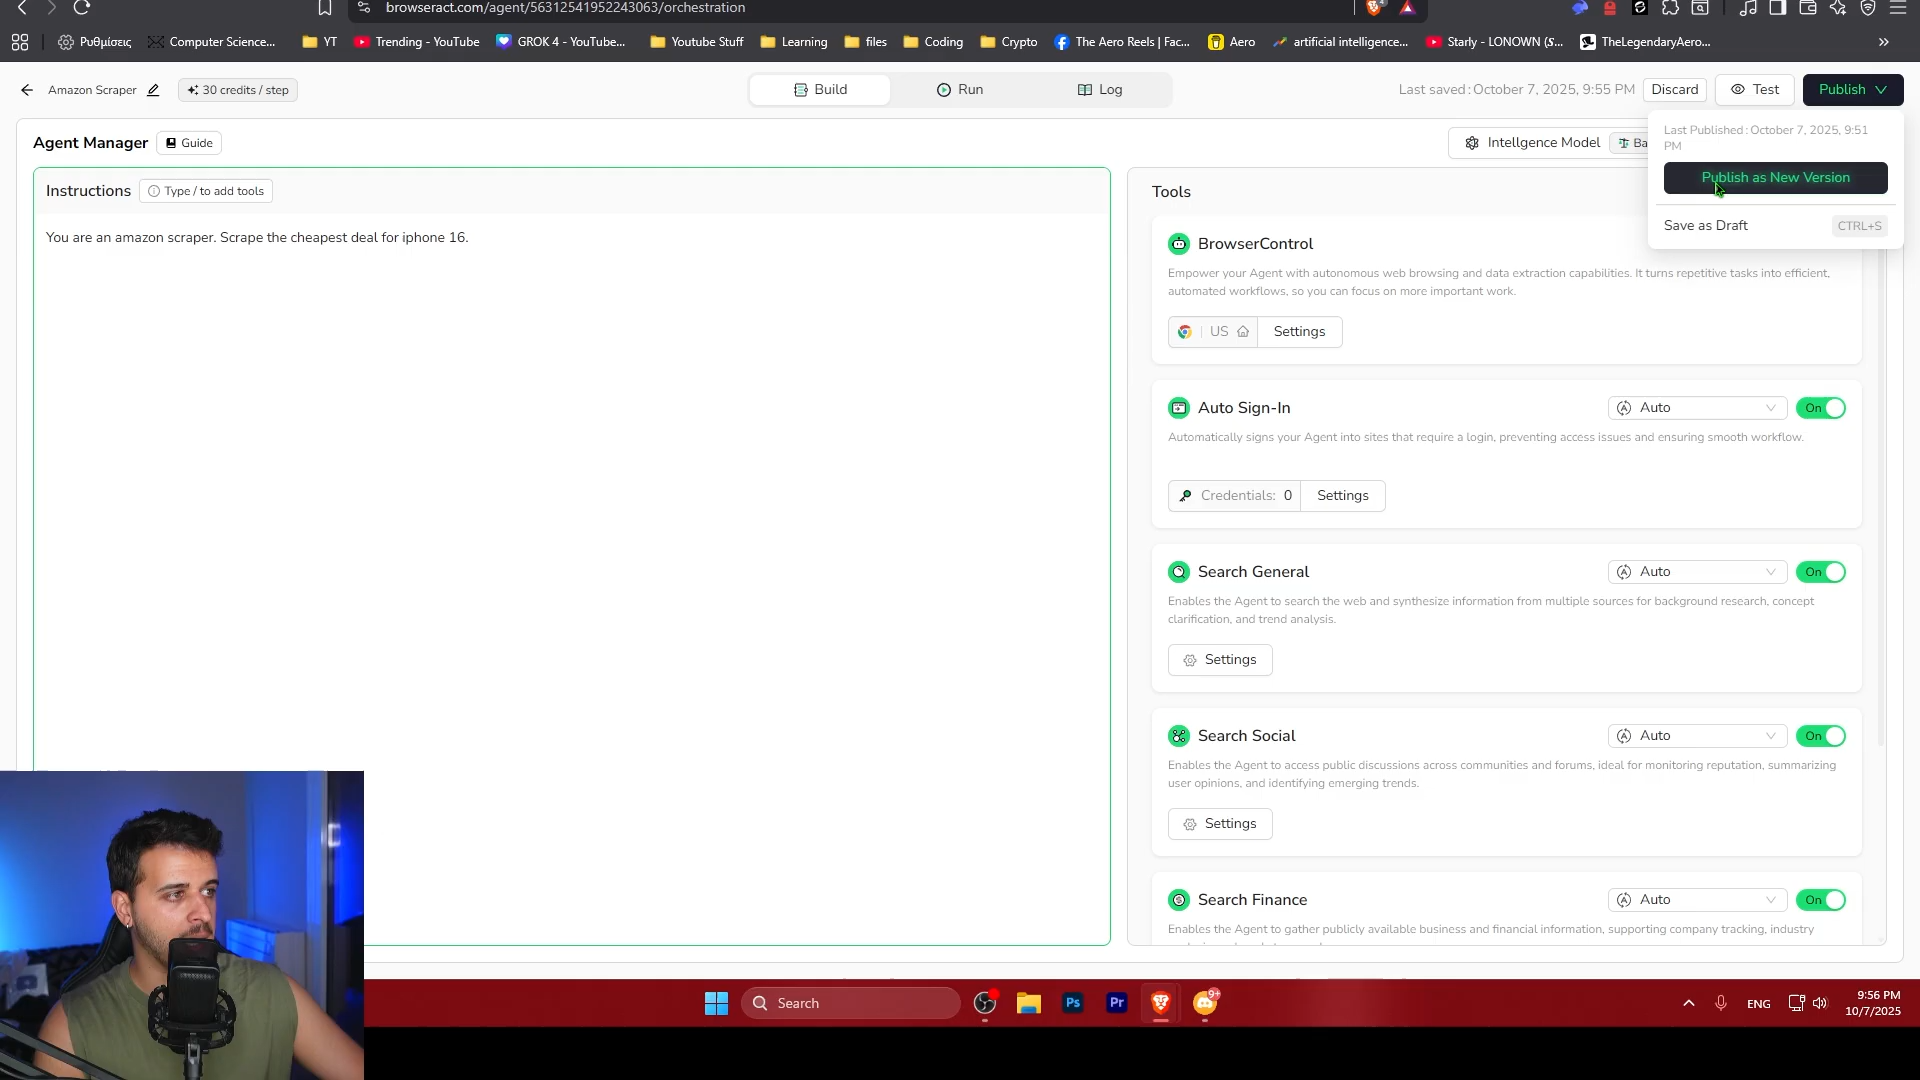 browseract.com/agent/56312541952243063/orchestration
Ρυθμίσεις
Computer Science...
YT
Trending - YouTube
GROK 4 - YouTube...
Youtube Stuff
Learning
files
Coding
Crypto
The Aero Reels | Fac...
Aero
artificial intelligence...
Starly - LONOWN (S...
TheLegendaryAero...
Amazon Scraper
30 credits / step
Build
Run
Log
Last saved : October 7, 2025, 9:55 PM
Discard
Test
Publish
Last Published : October 7, 2025, 9:51
PM
Publish as New Version
Save as Draft
CTRL+S
Agent Manager
Guide
Intellgence Model
Ba
Instructions
Type / to add tools
You are an amazon scraper. Scrape the cheapest deal for iphone 16.
Tools
BrowserControl
Empower your Agent with autonomous web browsing and data extraction capabilities. It turns repetitive tasks into efficient,
automated workflows, so you can focus on more important work.
US
Settings
Auto Sign-In
Auto
On
Automatically signs your Agent into sites that require a login, preventing access issues and ensuring smooth workflow.
Credentials: 0
Settings
Search General
Auto
On
Enables the Agent to search the web and synthesize information from multiple sources for background research, concept
clarification, and trend analysis.
Settings
Search Social
Auto
On
Enables the Agent to access public discussions across communities and forums, ideal for monitoring reputation, summarizing
user opinions, and identifying emerging trends.
Settings
Search Finance
Auto
On
Enables the Agent to gather publicly available business and financial information, supporting company tracking, industry
Search
Ps
Pr
9+
ENG
9:56 PM
10/7/2025